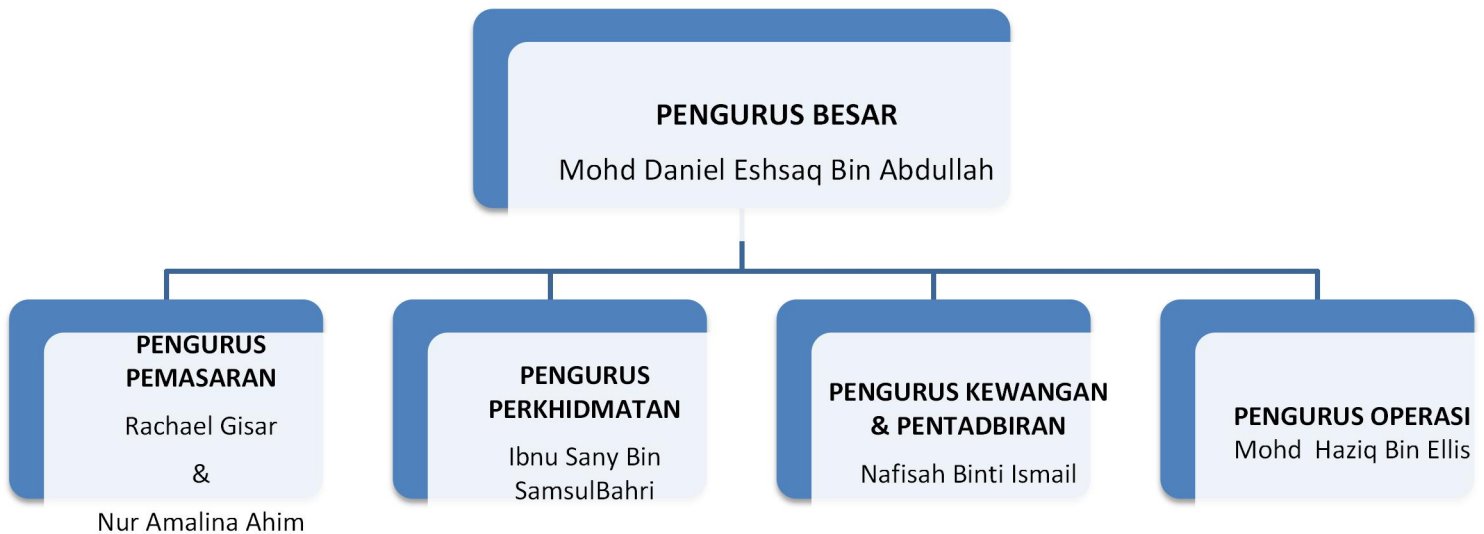 PENGURUS BESAR
Mohd Daniel Eshsaq Bin Abdullah
PENGURUS
PEMASARAN
Rachael Gisar
&
Nur Amalina Ahim
PENGURUS
PERKHIDMATAN
Ibnu Sany Bin
SamsulBahri
PENGURUS KEWANGAN
& PENTADBIRAN
Nafisah Binti Ismail
PENGURUS OPERASI
Mohd Haziq Bin Ellis